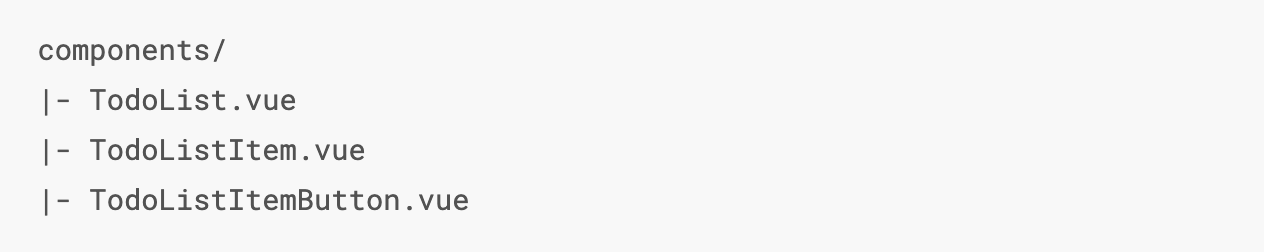 components/
|- TodoList.vue
|- TodoListItem.vue
|- TodoListItemButton.vue